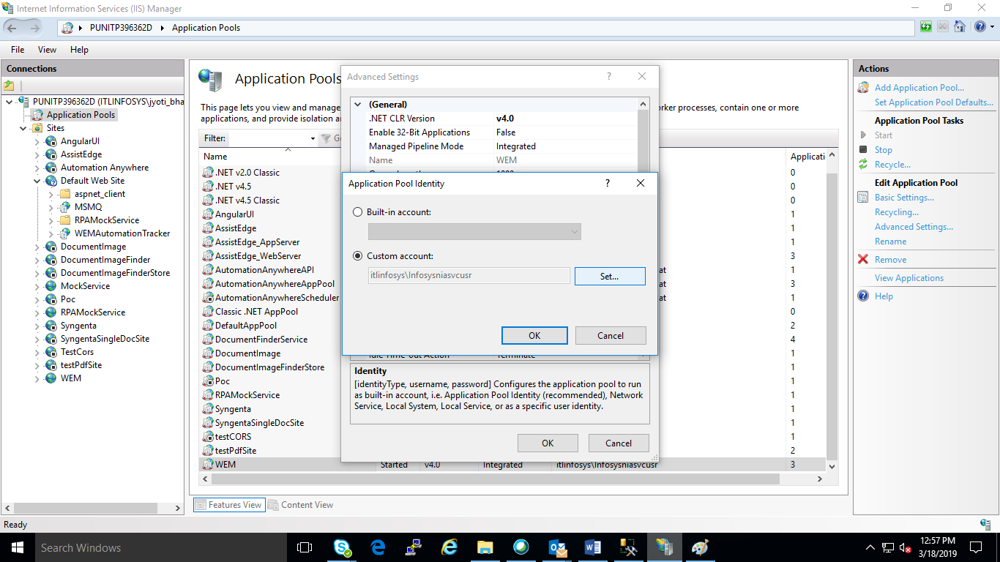 Internet Information Services (IIS) Manager
PUNITP396362D
Application Pools
File
View
Help
Connections
PUNITP396362D (ITLINFOSYS\jyoti_bha
Application Pools
Sites
AngularUI
AssistEdge
Automation Anywhere
Default Web Site
aspnet_client
MSMQ
RPAMockService
WEMAutomationTracker
DocumentImage
DocumentImageFinder
DocumentImageFinderStore
MockService
Poc
RPAMockService
Syngenta
SyngentaSingleDocSite
TestCors
testPdfSite
WEM
Application Pools
This page lets you view and manage
rker processes, contain one or more
applications, and provide isolation a
Filter:
Name
Applicati
.NET v2.0 Classic 0
.NET v4.5 0
.NET v4.5 Classic 0
AngularUI 1
AssistEdge 1
AssistEdge_AppServer 1
AssistEdge_WebServer 3
AutomationAnywhereAPI at 1
AutomationAnywhereAppPool at 3
AutomationAnywhereScheduler at 1
Classic .NET AppPool 0
DefaultAppPool 2
DocumentFinderService 4
DocumentImage 1
DocumentImageFinderStore 1
Poc 1
RPAMockService 1
Syngenta 1
SyngentaSingleDocSite 1
testCORS 1
testPdfSite 2
WEM Started v4.0 Integrated itlinfosys\Infosysniasvcusr 3
Features View
Content View
Advanced Settings
?
(General)
.NET CLR Version v4.0
Enable 32-Bit Applications False
Managed Pipeline Mode Integrated
Name WEM
Application Pool Identity
?
Built-in account:
Custom account:
itlinfosys\Infosysniasvcusr
Set...
OK
Cancel
Idle Time-out Action Terminate
Identity
[identityType, username, password] Configures the application pool to run
as built-in account, i.e. Application Pool Identity (recommended), Network
Service, Local System, Local Service, or as a specific user identity.
OK
Cancel
Actions
Add Application Pool...
Set Application Pool Defaults...
Application Pool Tasks
Start
Stop
Recycle...
Edit Application Pool
Basic Settings...
Recycling...
Advanced Settings...
Rename
Remove
View Applications
Help
Ready
Search Windows
12:57 PM
3/18/2019